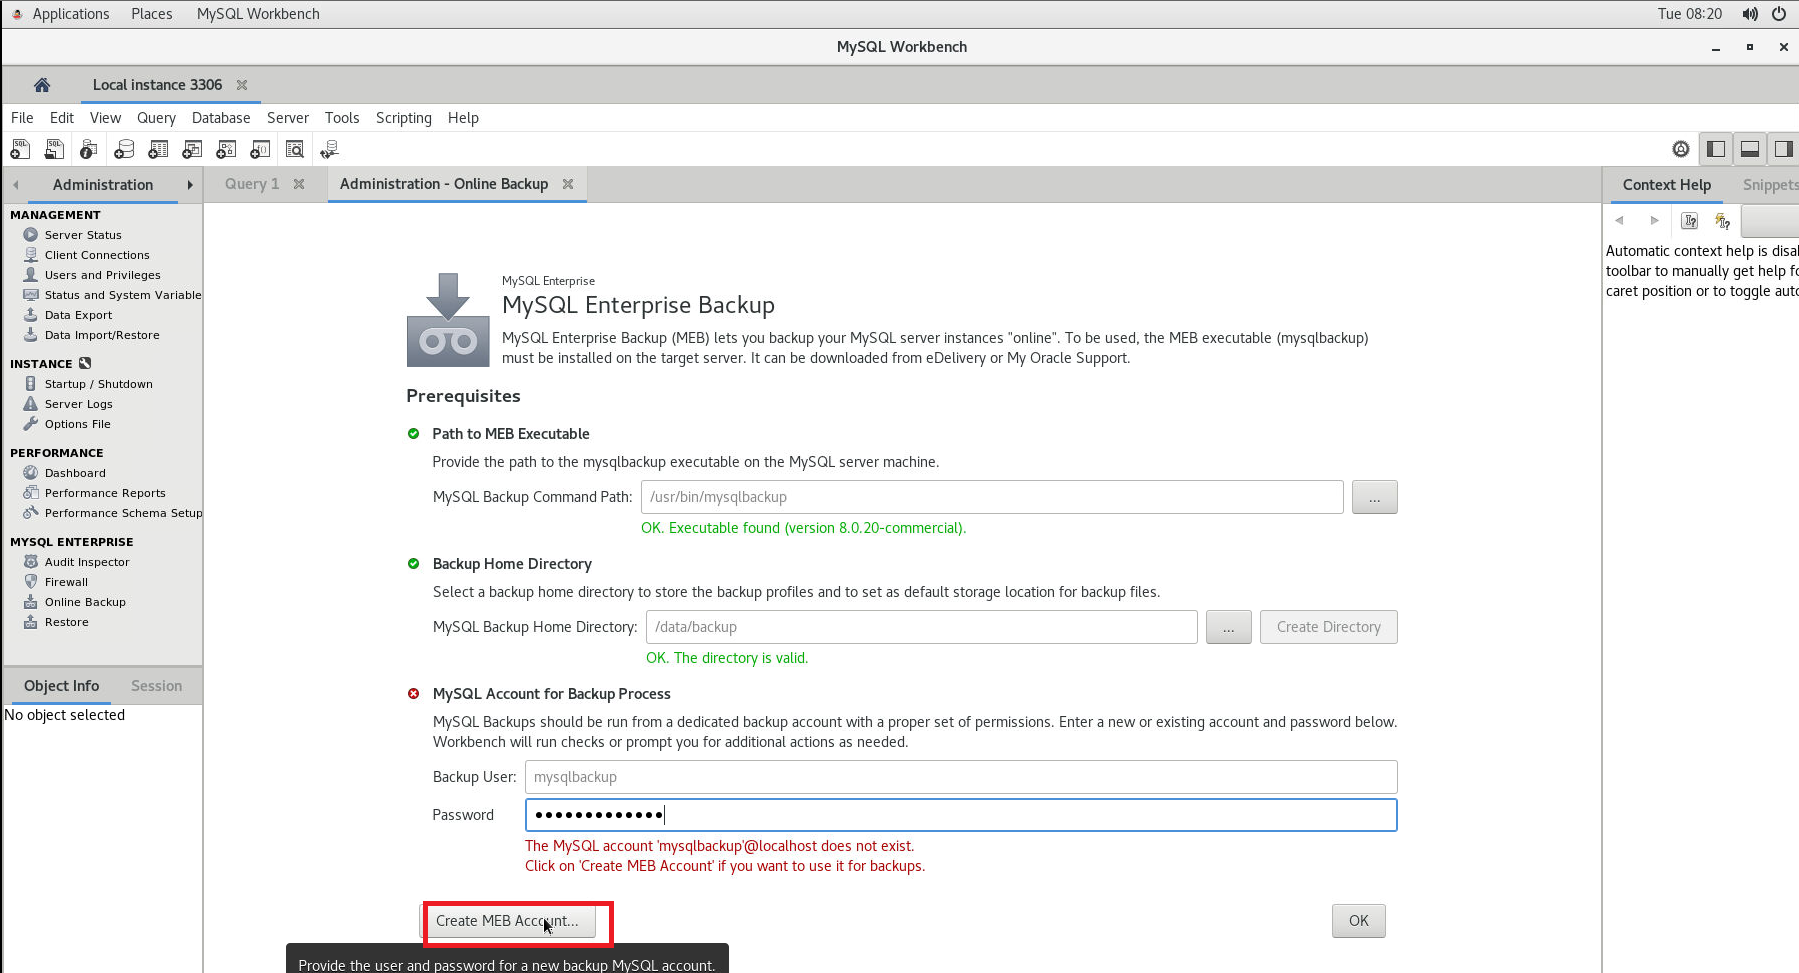 Applications Places MySQL Workbench Tue 08:20
MySQL Workbench
Local instance 3306
File Edit View Query Database Server Tools Scripting Help
Administration
Query 1
Administration - Online Backup
Context Help
Snippets
MANAGEMENT
Server Status
Client Connections
Users and Privileges
Status and System Variable
Data Export
Data Import/Restore
INSTANCE
Startup / Shutdown
Server Logs
Options File
PERFORMANCE
Dashboard
Performance Reports
Performance Schema Setup
MYSQL ENTERPRISE
Audit Inspector
Firewall
Online Backup
Restore
Object Info Session
No object selected
MySQL Enterprise
MySQL Enterprise Backup
MySQL Enterprise Backup (MEB) lets you backup your MySQL server instances "online". To be used, the MEB executable (mysqlbackup)
must be installed on the target server. It can be downloaded from eDelivery or My Oracle Support.
Prerequisites
Path to MEB Executable
Provide the path to the mysqlbackup executable on the MySQL server machine.
MySQL Backup Command Path: /usr/bin/mysqlbackup ...
OK. Executable found (version 8.0.20-commercial).
Backup Home Directory
Select a backup home directory to store the backup profiles and to set as default storage location for backup files.
MySQL Backup Home Directory: /data/backup ... Create Directory
OK. The directory is valid.
MySQL Account for Backup Process
MySQL Backups should be run from a dedicated backup account with a proper set of permissions. Enter a new or existing account and password below.
Workbench will run checks or prompt you for additional actions as needed.
Backup User: mysqlbackup
Password •••••••••••••
The MySQL account 'mysqlbackup'@localhost does not exist.
Click on 'Create MEB Account' if you want to use it for backups.
Create MEB Account... OK
Provide the user and password for a new backup MySQL account.
Automatic context help is disa
toolbar to manually get help fo
caret position or to toggle auto